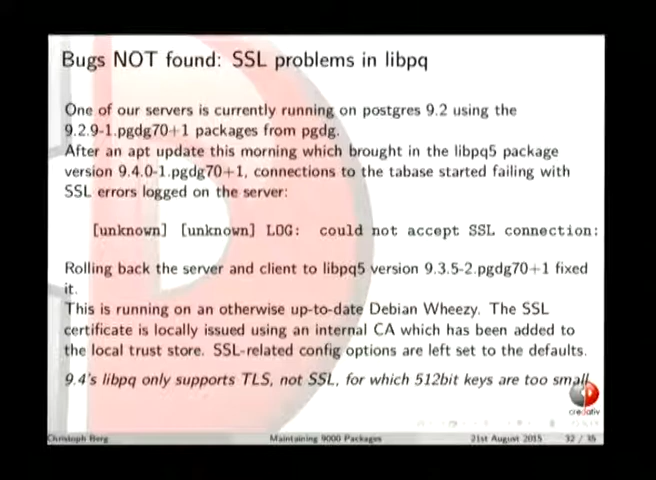 Bugs NOT found: SSL problems in libpq
One of our servers is currently running on postgres 9.2 using the
9.2.9-1.pgdg70+1 packages from pgdg.
After an apt update this morning which brought in the libpq5 package
version 9.4.0-1.pgdg70+1, connections to the tabase started failing with
SSL errors logged on the server:
[unknown] [unknown] LOG: could not accept SSL connection:
Rolling back the server and client to libpq5 version 9.3.5-2.pgdg70+1 fixed
it.
This is running on an otherwise up-to-date Debian Wheezy. The SSL
certificate is locally issued using an internal CA which has been added to
the local trust store. SSL-related config options are left set to the defaults.
9.4's libpq only supports TLS, not SSL, for which 512bit keys are too small
credativ
Christoph Berg Maintaining 9000 Packages 21st August 2015 32 / 35